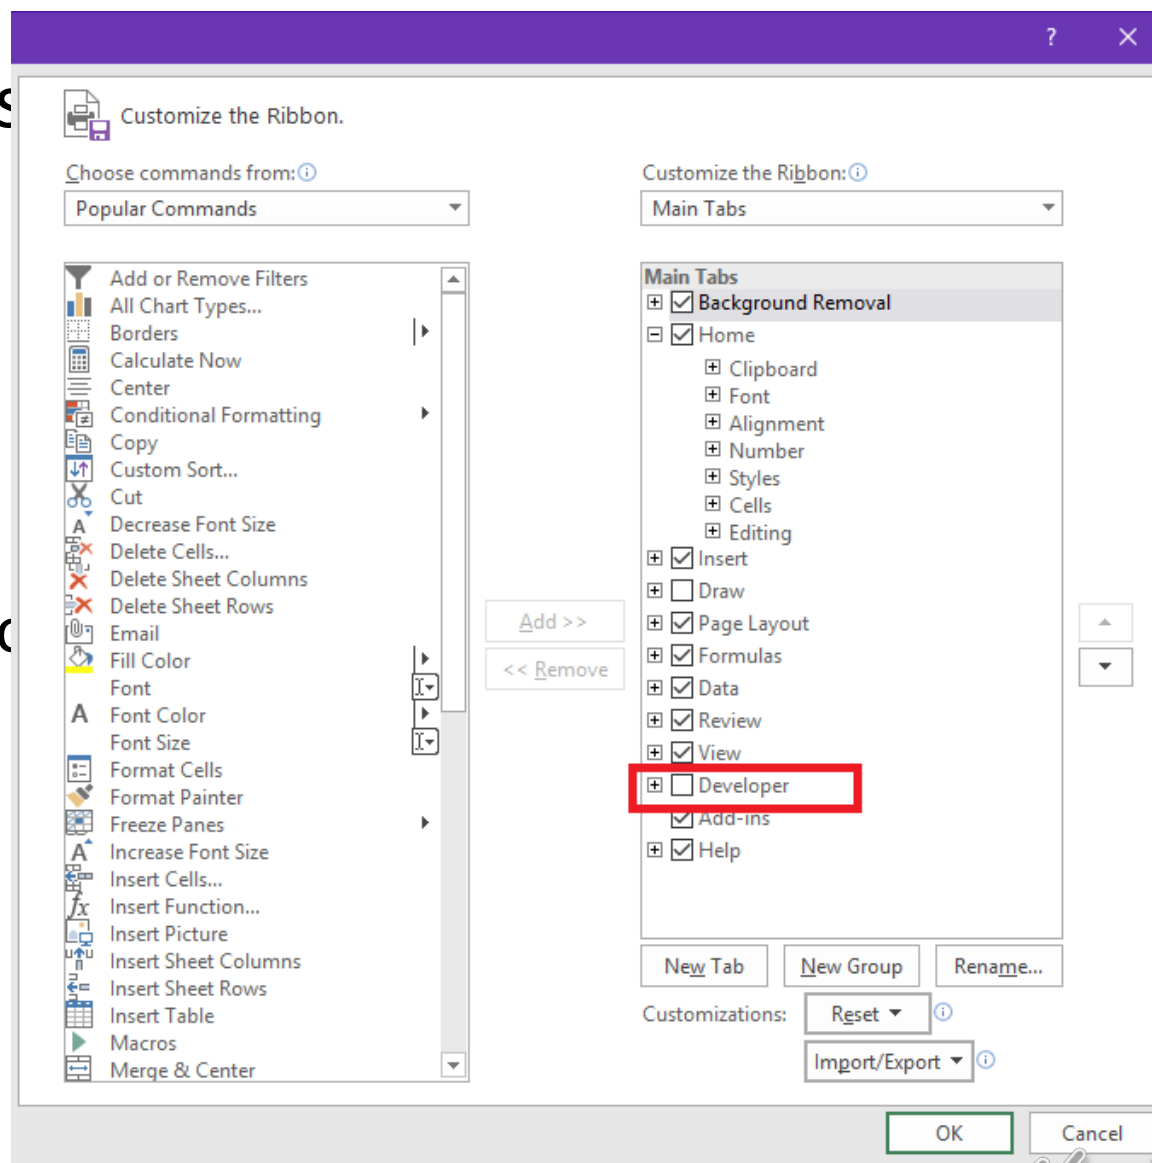 ?
Customize the Ribbon.
Choose commands from:
Popular Commands
Add or Remove Filters
All Chart Types...
Borders
Calculate Now
Center
Conditional Formatting
Copy
Custom Sort...
Cut
Decrease Font Size
Delete Cells...
Delete Sheet Columns
Delete Sheet Rows
Email
Fill Color
Font
Font Color
Font Size
Format Cells
Format Painter
Freeze Panes
Increase Font Size
Insert Cells...
Insert Function...
Insert Picture
Insert Sheet Columns
Insert Sheet Rows
Insert Table
Macros
Merge & Center
Add >>
<< Remove
Customize the Ribbon:
Main Tabs
Main Tabs
Background Removal
Home
Clipboard
Font
Alignment
Number
Styles
Cells
Editing
Insert
Draw
Page Layout
Formulas
Data
Review
View
Developer
Add-ins
Help
New Tab New Group Rename...
Customizations: Reset
Import/Export
OK Cancel